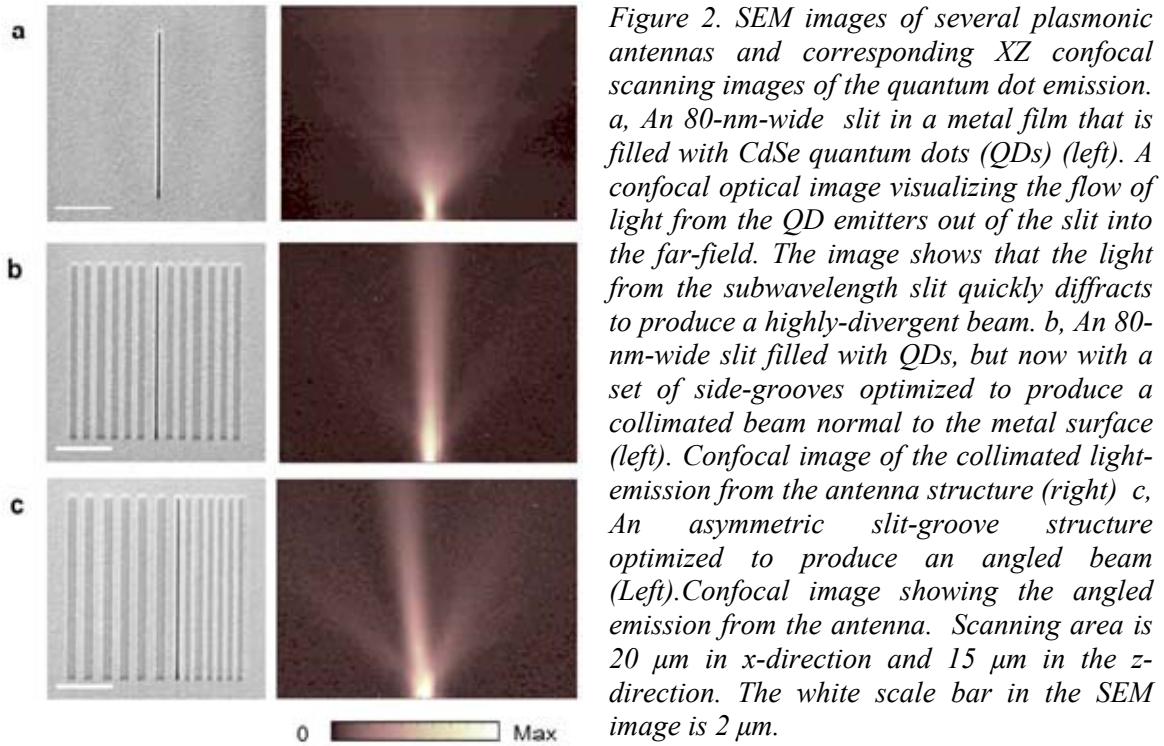 a
b
c
0 Max
Figure 2. SEM images of several plasmonic
antennas and corresponding XZ confocal
scanning images of the quantum dot emission.
a, An 80-nm-wide slit in a metal film that is
filled with CdSe quantum dots (QDs) (left). A
confocal optical image visualizing the flow of
light from the QD emitters out of the slit into
the far-field. The image shows that the light
from the subwavelength slit quickly diffracts
to produce a highly-divergent beam. b, An 80-
nm-wide slit filled with QDs, but now with a
set of side-grooves optimized to produce a
collimated beam normal to the metal surface
(left). Confocal image of the collimated light-
emission from the antenna structure (right) c,
An asymmetric slit-groove structure
optimized to produce an angled beam
(Left).Confocal image showing the angled
emission from the antenna. Scanning area is
20 μm in x-direction and 15 μm in the z-
direction. The white scale bar in the SEM
image is 2 μm.